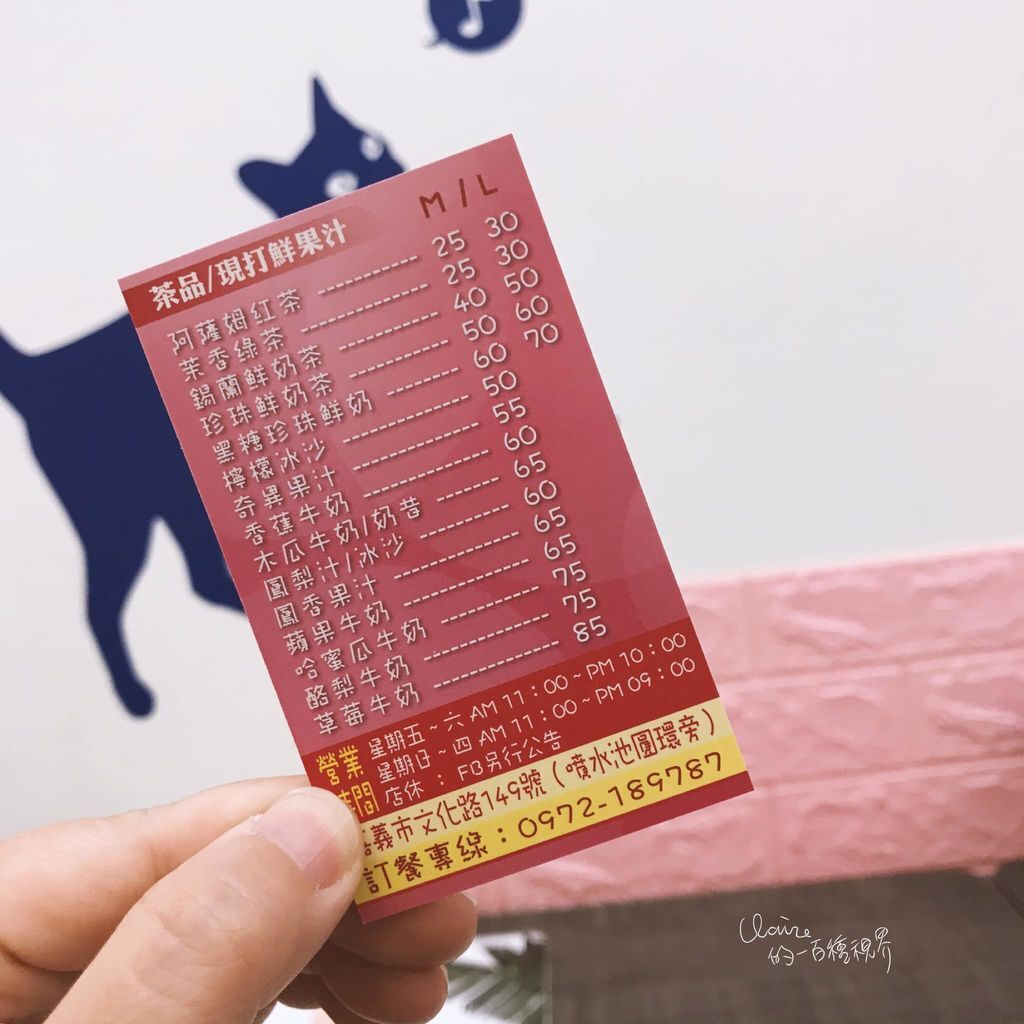 M / L
茶品/現打鮮果汁
阿薩姆紅茶 ---------- 25 30
茉香綠茶 ---------- 25 30
錫蘭鮮奶茶 ---------- 40 50
珍珠鮮奶茶 ---------- 50 60
黑糖珍珠鮮奶 ---------- 60 70
檸檬冰沙 ---------- 50
奇異果汁 ---------- 55
香蕉牛奶 ---------- 60
木瓜牛奶/奶昔 ------ 65
鳳梨汁/冰沙 ---------- 60
鳳香果汁 ---------- 65
蘋果牛奶 ---------- 65
哈蜜瓜牛奶 ---------- 75
酪梨牛奶 ---------- 75
草莓牛奶 ---------- 85
營業時間
星期五~六 AM 11：00~PM 10：00
星期日~四 AM 11：00~PM 09：00
店休：FB另行公告
嘉義市文化路149號（噴水池圓環旁）
訂餐專線：0972-189787
Claire
的一百種視界